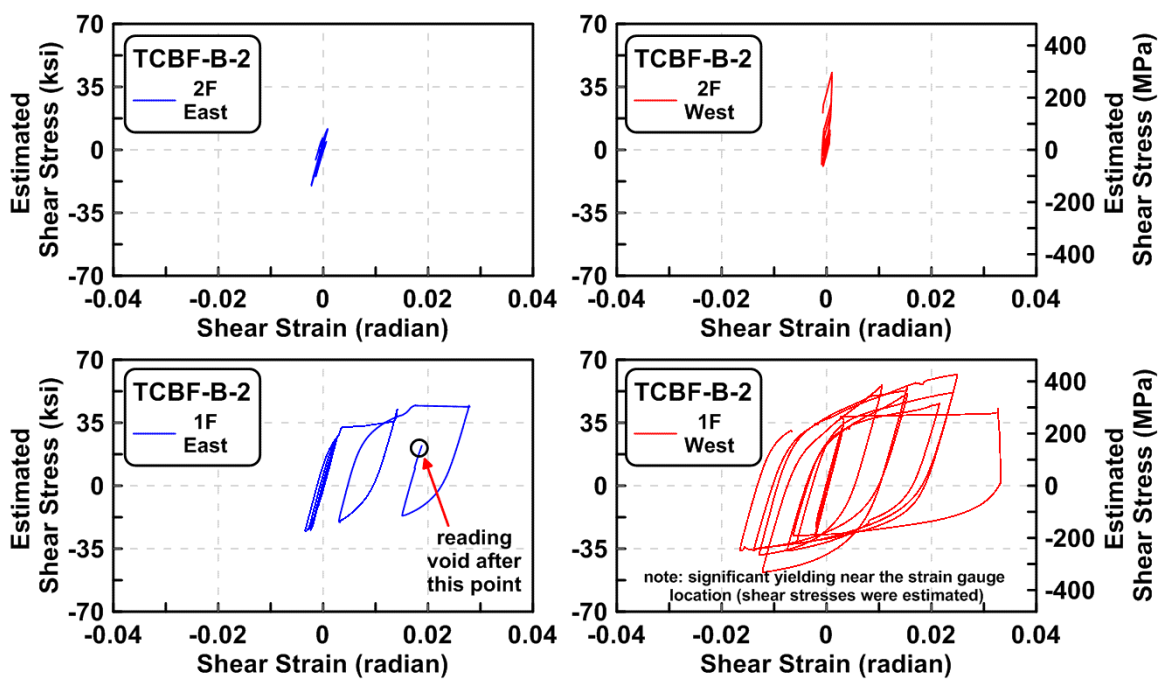 70
35
0
-35
-70
Estimated
Shear Stress (ksi)
TCBF-B-2
2F
East
-0.04
-0.02
0
0.02
0.04
Shear Strain (radian)
70
35
0
-35
-70
TCBF-B-2
2F
West
400
200
0
-200
-400
Estimated
Shear Stress (MPa)
-0.04
-0.02
0
0.02
0.04
Shear Strain (radian)
70
35
0
-35
-70
Estimated
Shear Stress (ksi)
TCBF-B-2
1F
East
reading
void after
this point
-0.04
-0.02
0
0.02
0.04
Shear Strain (radian)
70
35
0
-35
-70
TCBF-B-2
1F
West
note: significant yielding near the strain gauge
location (shear stresses were estimated)
400
200
0
-200
-400
Estimated
Shear Stress (MPa)
-0.04
-0.02
0
0.02
0.04
Shear Strain (radian)